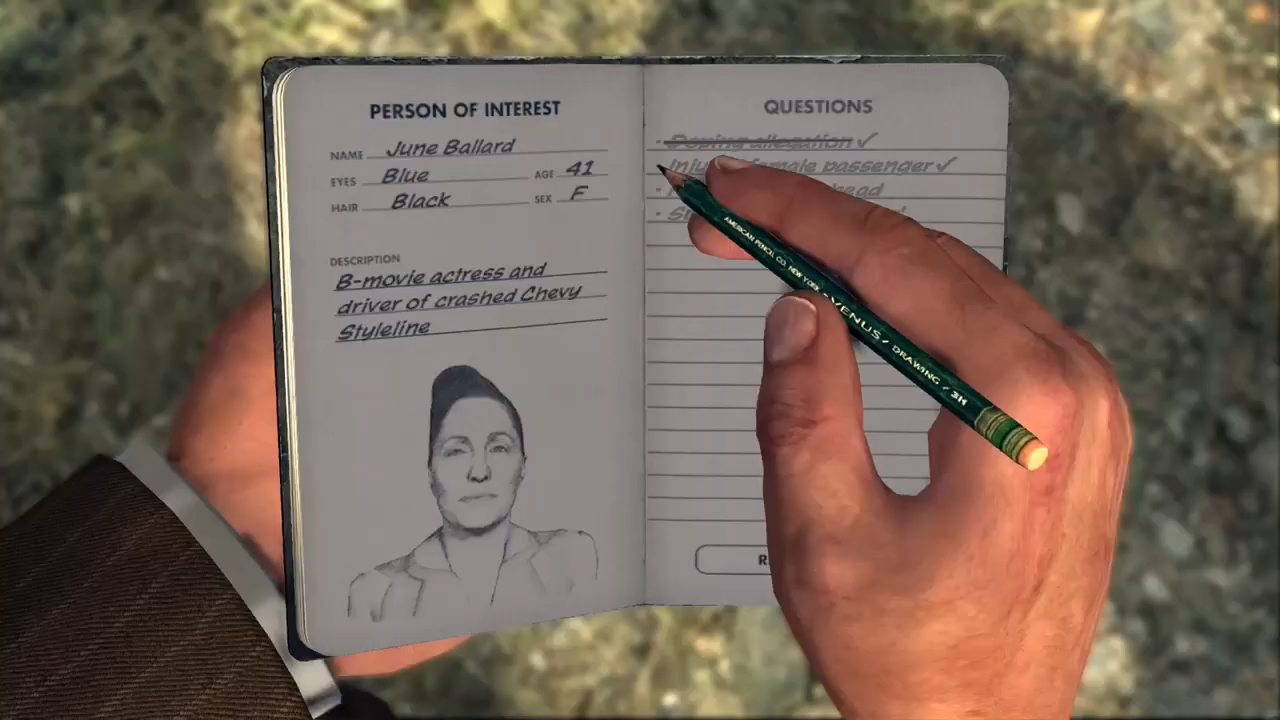 PERSON OF INTEREST
NAME June Ballard
EYES Blue AGE 41
HAIR Black SEX F
DESCRIPTION
B-movie actress and
driver of crashed Chevy
Styleline
QUESTIONS
- Doping allegation ✓
female passenger ✓
-
-
AMERICAN PENCIL CO. NEW YORK VENUS / DRAWING / 3H